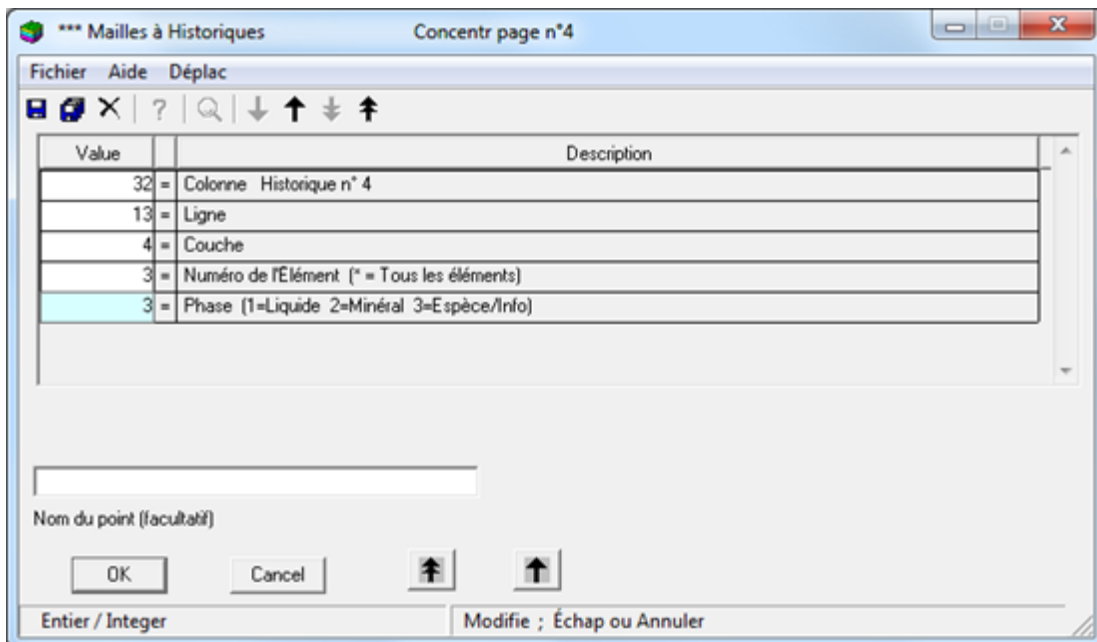 *** Mailles à Historiques Concentr page n°4
Fichier Aide Déplac
Value Description
32 = Colonne Historique n° 4
13 = Ligne
4 = Couche
3 = Numéro de l'Élément (* = Tous les éléments)
3 = Phase (1=Liquide 2=Minéral 3=Espèce/Info)
Nom du point (facultatif)
OK Cancel
Entier / Integer Modifie ; Échap ou Annuler